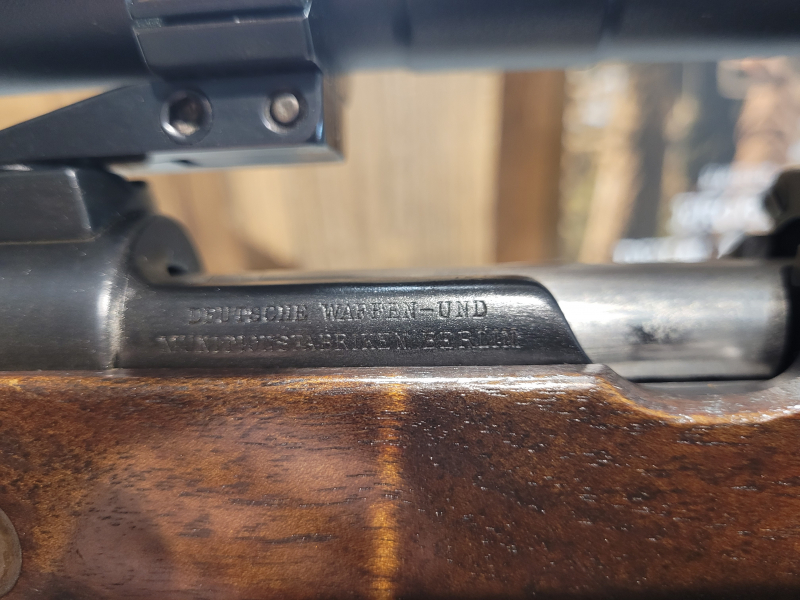 DEUTSCHE WAFFEN-UND
MUNITIONSFABRIKEN BERLIN